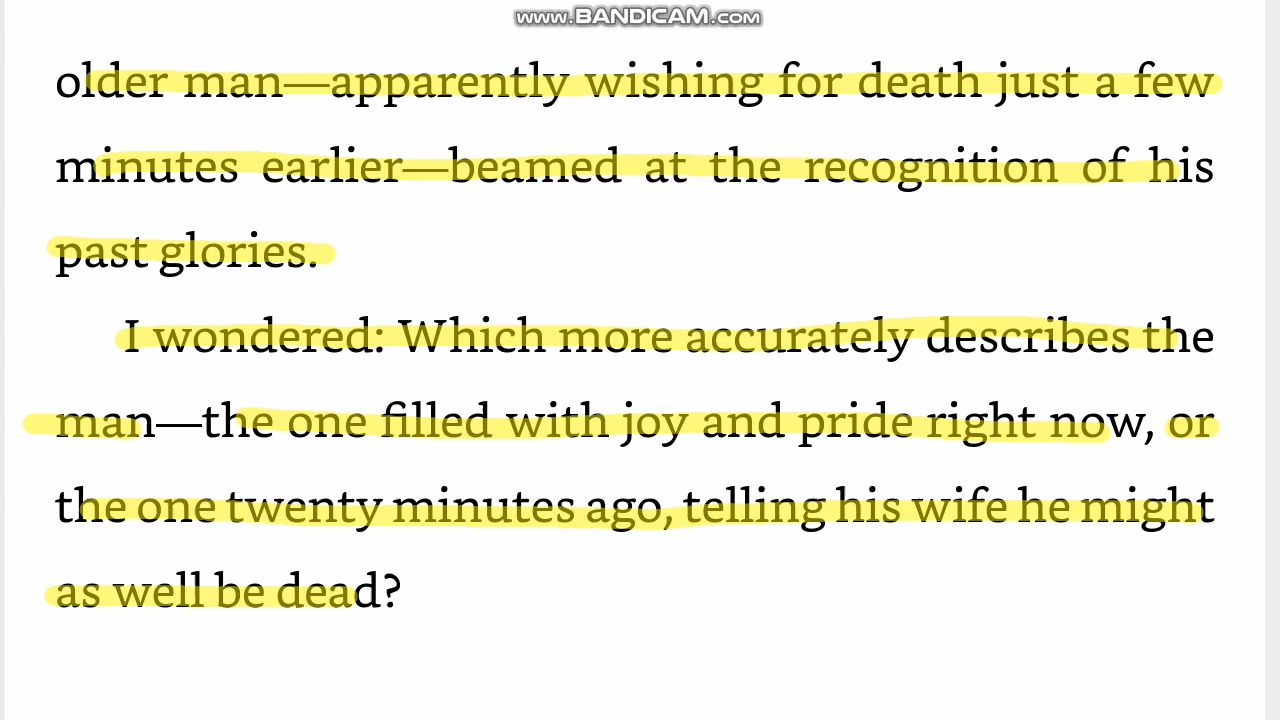 www.BANDICAM.com
older man—apparently wishing for death just a few
minutes earlier—beamed at the recognition of his
past glories.
I wondered: Which more accurately describes the
man—the one filled with joy and pride right now, or
the one twenty minutes ago, telling his wife he might
as well be dead?